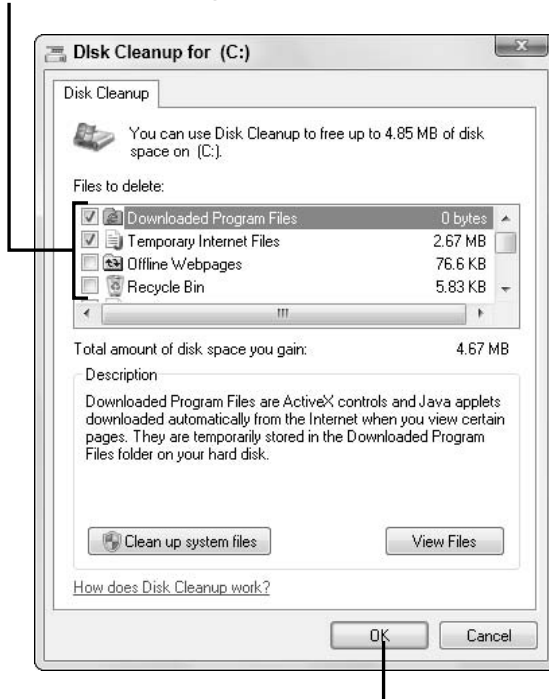 DIsk Cleanup for (C:)
Disk Cleanup
You can use Disk Cleanup to free up to 4.85 MB of disk
space on (C:).
Files to delete:
Downloaded Program Files 0 bytes
Temporary Internet Files 2.67 MB
Offline Webpages 76.6 KB
Recycle Bin 5.83 KB
Total amount of disk space you gain: 4.67 MB
Description
Downloaded Program Files are ActiveX controls and Java applets
downloaded automatically from the Internet when you view certain
pages. They are temporarily stored in the Downloaded Program
Files folder on your hard disk.
Clean up system files View Files
How does Disk Cleanup work?
OK Cancel